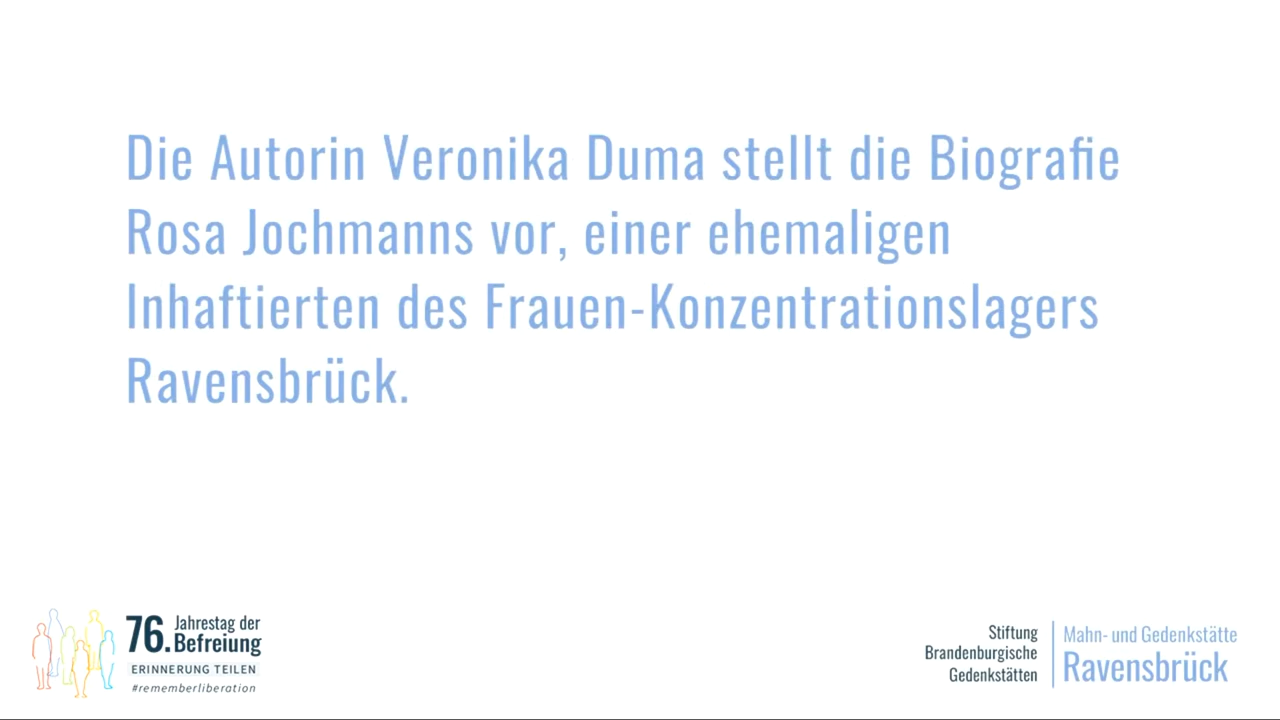 Die Autorin Veronika Duma stellt die Biografie
Rosa Jochmanns vor, einer ehemaligen
Inhaftierten des Frauen-Konzentrationslagers
Ravensbrück.
76. Jahrestag der
Befreiung
ERINNERUNG TEILEN
#rememberliberation
Stiftung
Brandenburgische
Gedenkstätten
Mahn- und Gedenkstätte
Ravensbrück